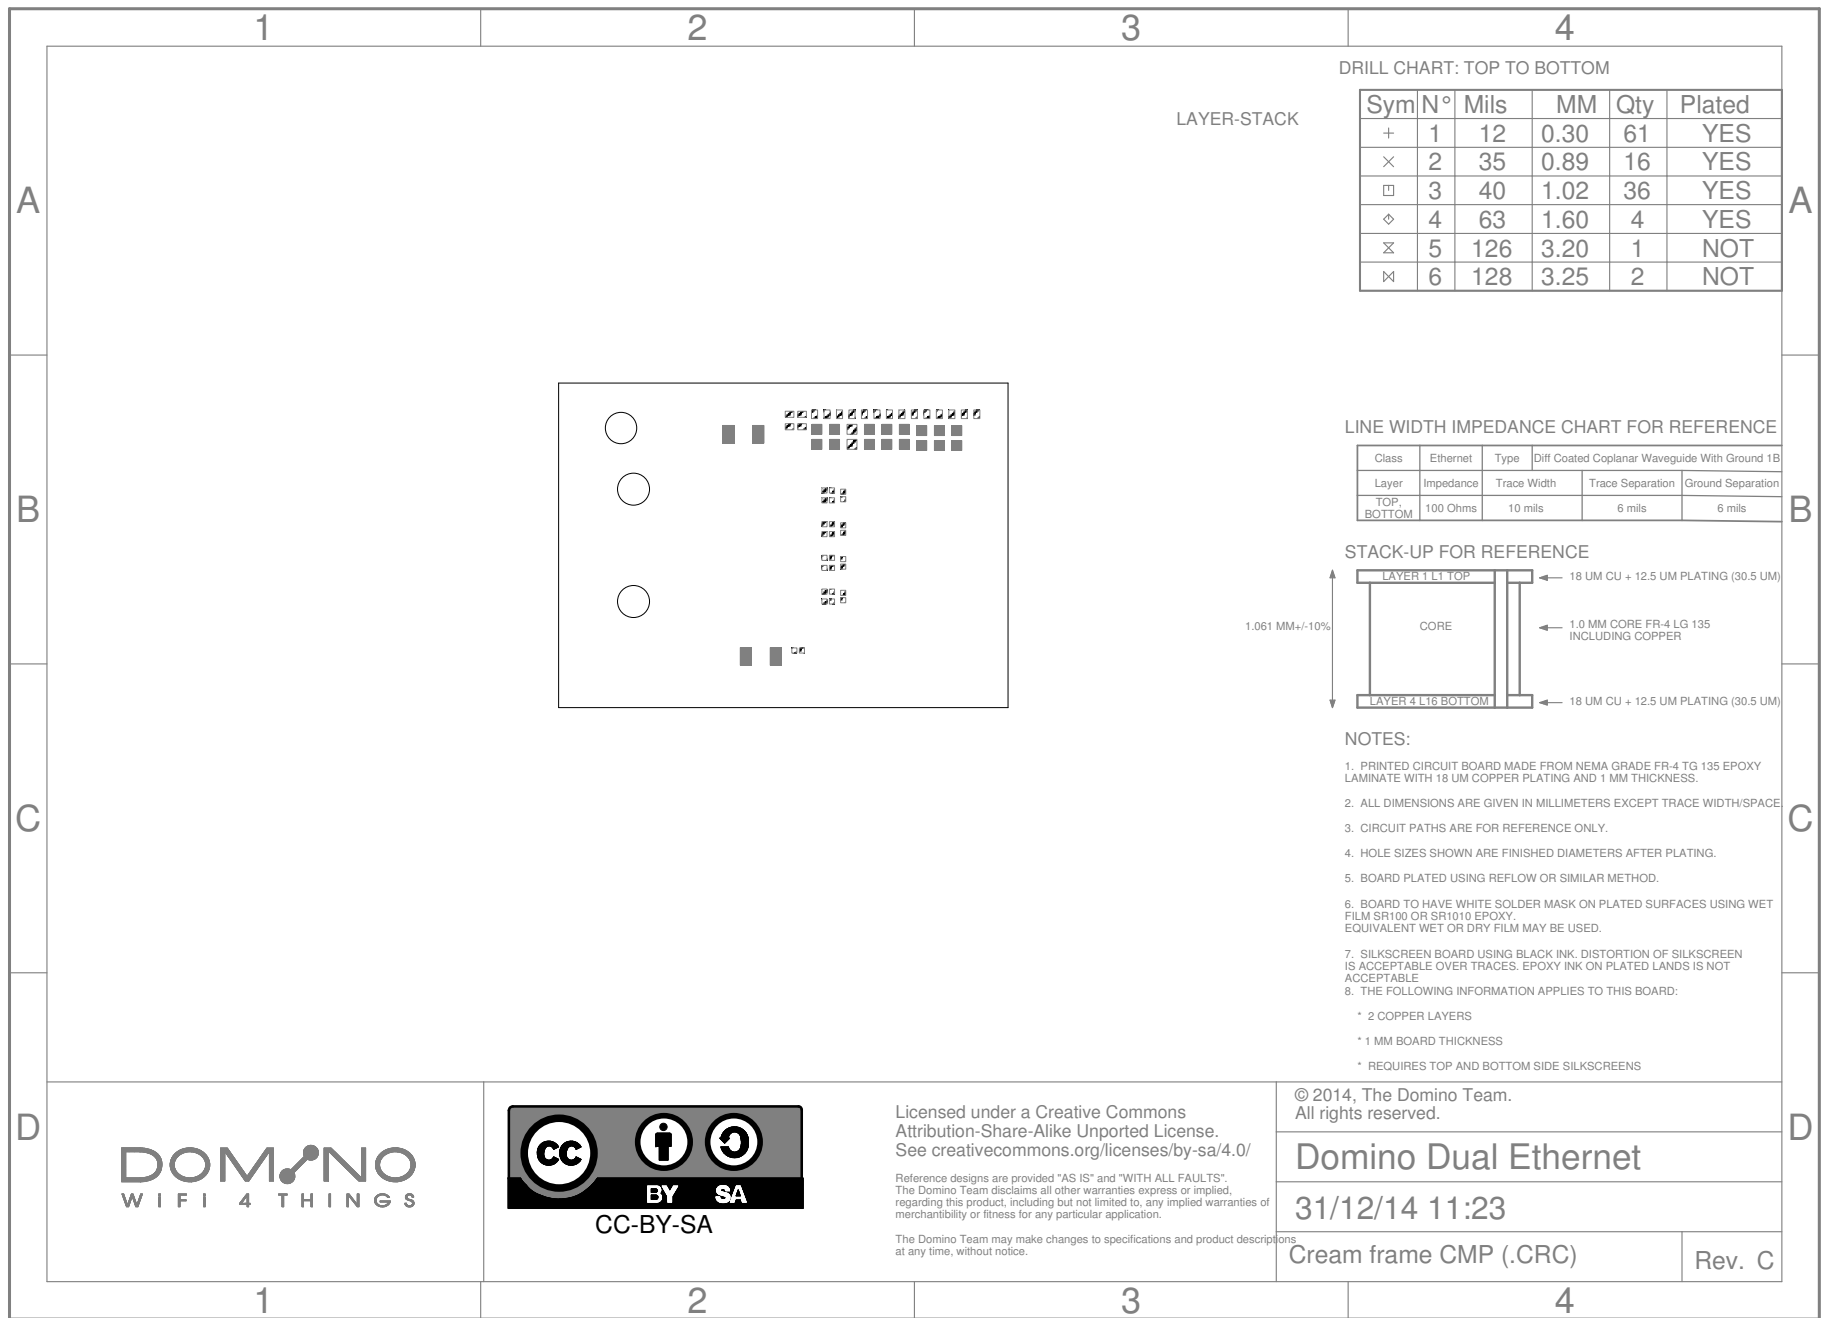 1 2 3 4
DRILL CHART: TOP TO BOTTOM
LAYER-STACK
Sym N° Mils MM Qty Plated
+ 1 12 0.30 61 YES
× 2 35 0.89 16 YES
3 40 1.02 36 YES
4 63 1.60 4 YES
5 126 3.20 1 NOT
6 128 3.25 2 NOT
A A
LINE WIDTH IMPEDANCE CHART FOR REFERENCE
Class Ethernet Type Diff Coated Coplanar Waveguide With Ground 1B
Layer Impedance Trace Width Trace Separation Ground Separation
TOP, BOTTOM 100 Ohms 10 mils 6 mils 6 mils
B B
STACK-UP FOR REFERENCE
LAYER 1 L1 TOP 18 UM CU + 12.5 UM PLATING (30.5 UM)
1.061 MM+/-10% CORE 1.0 MM CORE FR-4 LG 135
INCLUDING COPPER
LAYER 4 L16 BOTTOM 18 UM CU + 12.5 UM PLATING (30.5 UM)
NOTES:
1. PRINTED CIRCUIT BOARD MADE FROM NEMA GRADE FR-4 TG 135 EPOXY
LAMINATE WITH 18 UM COPPER PLATING AND 1 MM THICKNESS.
2. ALL DIMENSIONS ARE GIVEN IN MILLIMETERS EXCEPT TRACE WIDTH/SPACE
C C
3. CIRCUIT PATHS ARE FOR REFERENCE ONLY.
4. HOLE SIZES SHOWN ARE FINISHED DIAMETERS AFTER PLATING.
5. BOARD PLATED USING REFLOW OR SIMILAR METHOD.
6. BOARD TO HAVE WHITE SOLDER MASK ON PLATED SURFACES USING WET
FILM SR100 OR SR1010 EPOXY.
EQUIVALENT WET OR DRY FILM MAY BE USED.
7. SILKSCREEN BOARD USING BLACK INK. DISTORTION OF SILKSCREEN
IS ACCEPTABLE OVER TRACES. EPOXY INK ON PLATED LANDS IS NOT
ACCEPTABLE
8. THE FOLLOWING INFORMATION APPLIES TO THIS BOARD:
* 2 COPPER LAYERS
* 1 MM BOARD THICKNESS
* REQUIRES TOP AND BOTTOM SIDE SILKSCREENS
D D
DOMINO
WIFI 4 THINGS
cc
BY SA
CC-BY-SA
Licensed under a Creative Commons
Attribution-Share-Alike Unported License.
See creativecommons.org/licenses/by-sa/4.0/
Reference designs are provided "AS IS" and "WITH ALL FAULTS".
The Domino Team disclaims all other warranties express or implied,
regarding this product, including but not limited to, any implied warranties of
merchantibility or fitness for any particular application.
The Domino Team may make changes to specifications and product descriptions
at any time, without notice.
© 2014, The Domino Team.
All rights reserved.
Domino Dual Ethernet
31/12/14 11:23
Cream frame CMP (.CRC) Rev. C
1 2 3 4